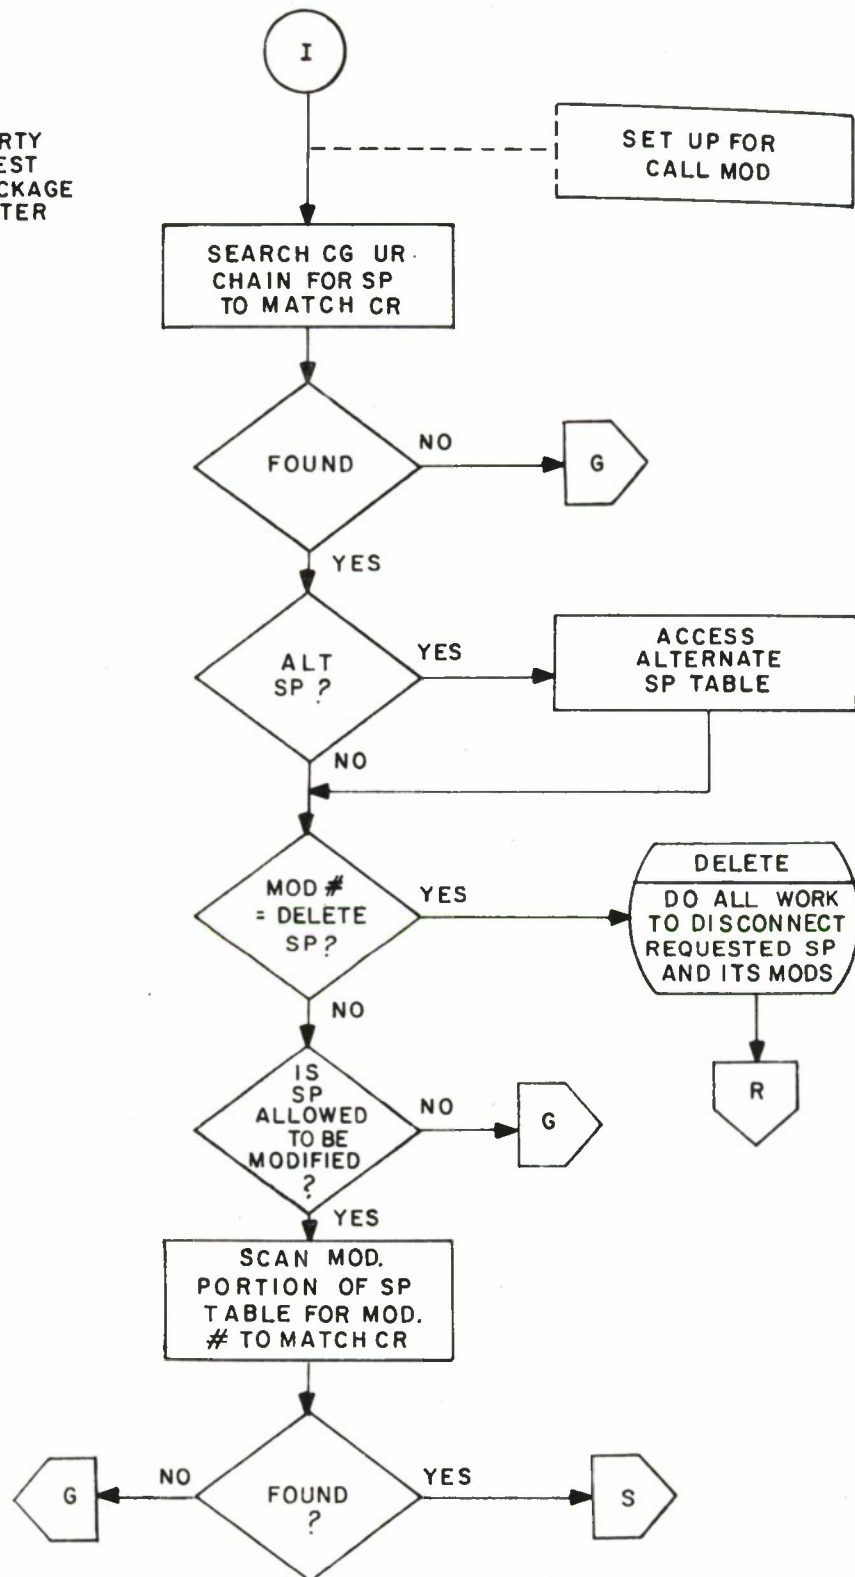 I
SET UP FOR
CALL MOD
SEARCH CG UR
CHAIN FOR SP
TO MATCH CR
FOUND
NO
G
YES
ALT
SP ?
YES
ACCESS
ALTERNATE
SP TABLE
NO
MOD #
= DELETE
SP ?
YES
DELETE
DO ALL WORK
TO DISCONNECT
REQUESTED SP
AND ITS MODS
R
NO
IS
SP
ALLOWED
TO BE
MODIFIED
?
NO
G
YES
SCAN MOD.
PORTION OF SP
TABLE FOR MOD.
# TO MATCH CR
FOUND
?
NO
G
YES
S